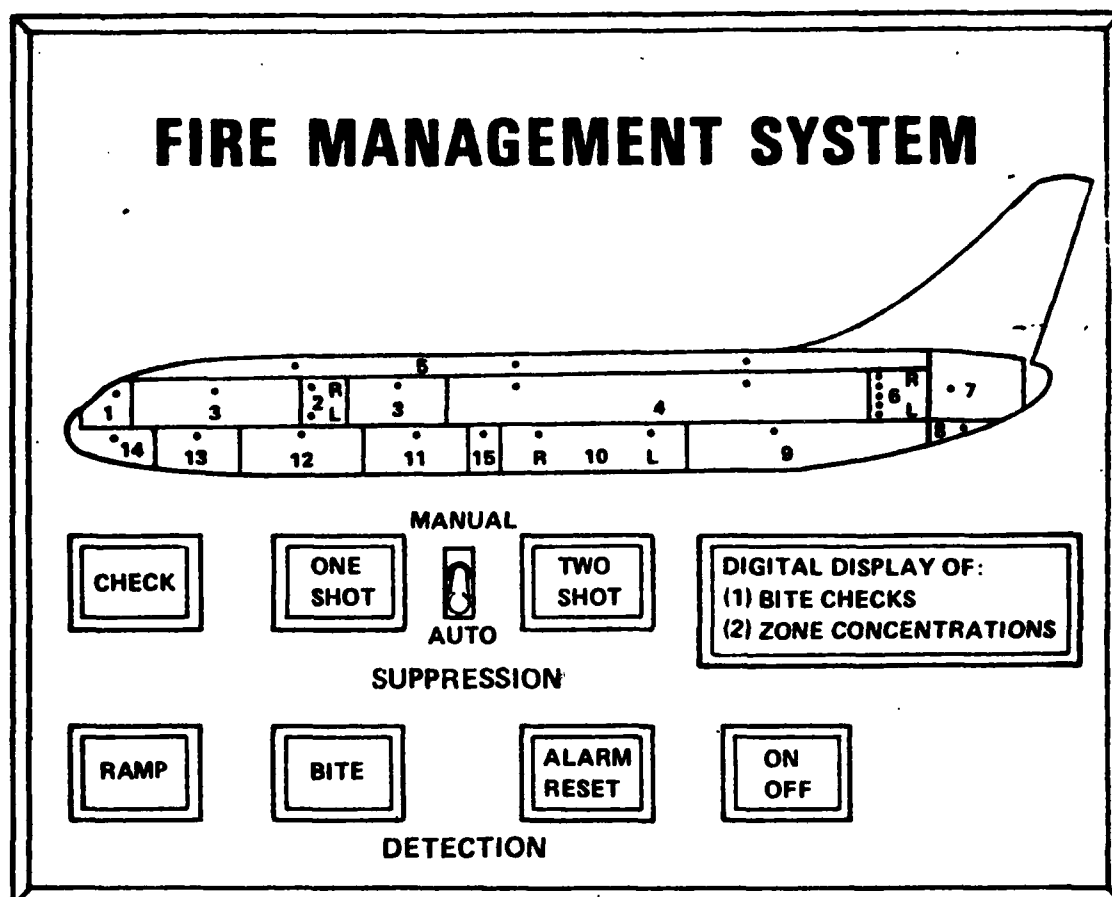 FIRE MANAGEMENT SYSTEM
5
1 3 2 R L 3 4 6 R L 7
14 13 12 11 15 R 10 L 9 8
MANUAL
CHECK
ONE
SHOT
TWO
SHOT
AUTO
DIGITAL DISPLAY OF:
(1) BITE CHECKS
(2) ZONE CONCENTRATIONS
SUPPRESSION
RAMP
BITE
ALARM
RESET
ON
OFF
DETECTION